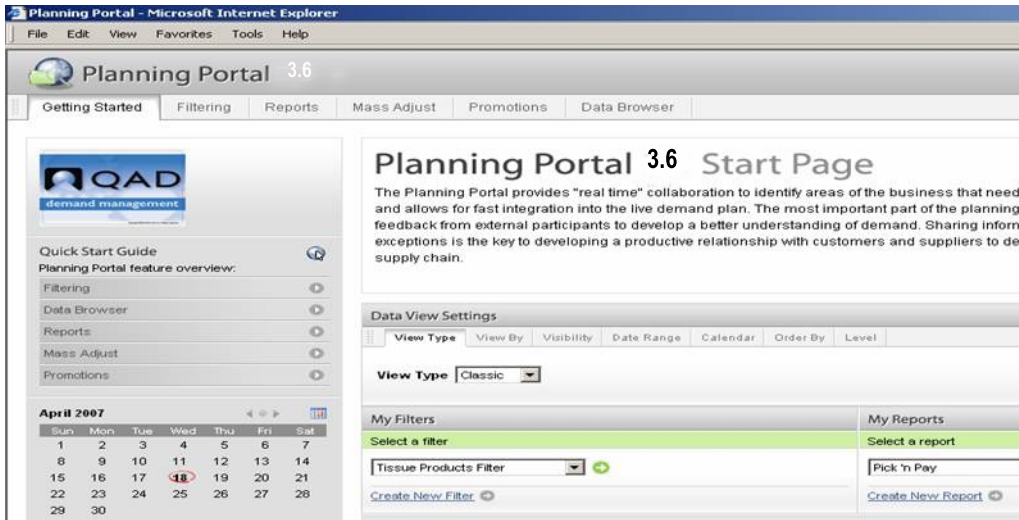 Planning Portal - Microsoft Internet Explorer
File Edit View Favorites Tools Help
Planning Portal 3.6
Getting Started Filtering Reports Mass Adjust Promotions Data Browser
QAD
demand management
Quick Start Guide
Planning Portal feature overview:
Filtering
Data Browser
Reports
Mass Adjust
Promotions
April 2007
Sun Mon Tue Wed Thu Fri Sat
1 2 3 4 5 6 7
8 9 10 11 12 13 14
15 16 17 18 19 20 21
22 23 24 25 26 27 28
29 30
Planning Portal 3.6 Start Page
The Planning Portal provides "real time" collaboration to identify areas of the business that need
and allows for fast integration into the live demand plan. The most important part of the planning
feedback from external participants to develop a better understanding of demand. Sharing inform
exceptions is the key to developing a productive relationship with customers and suppliers to de
supply chain.
Data View Settings
View Type View By Visibility Date Range Calendar Order By Level
View Type Classic
My Filters
Select a filter
Tissue Products Filter
Create New Filter
My Reports
Select a report
Pick 'n Pay
Create New Report